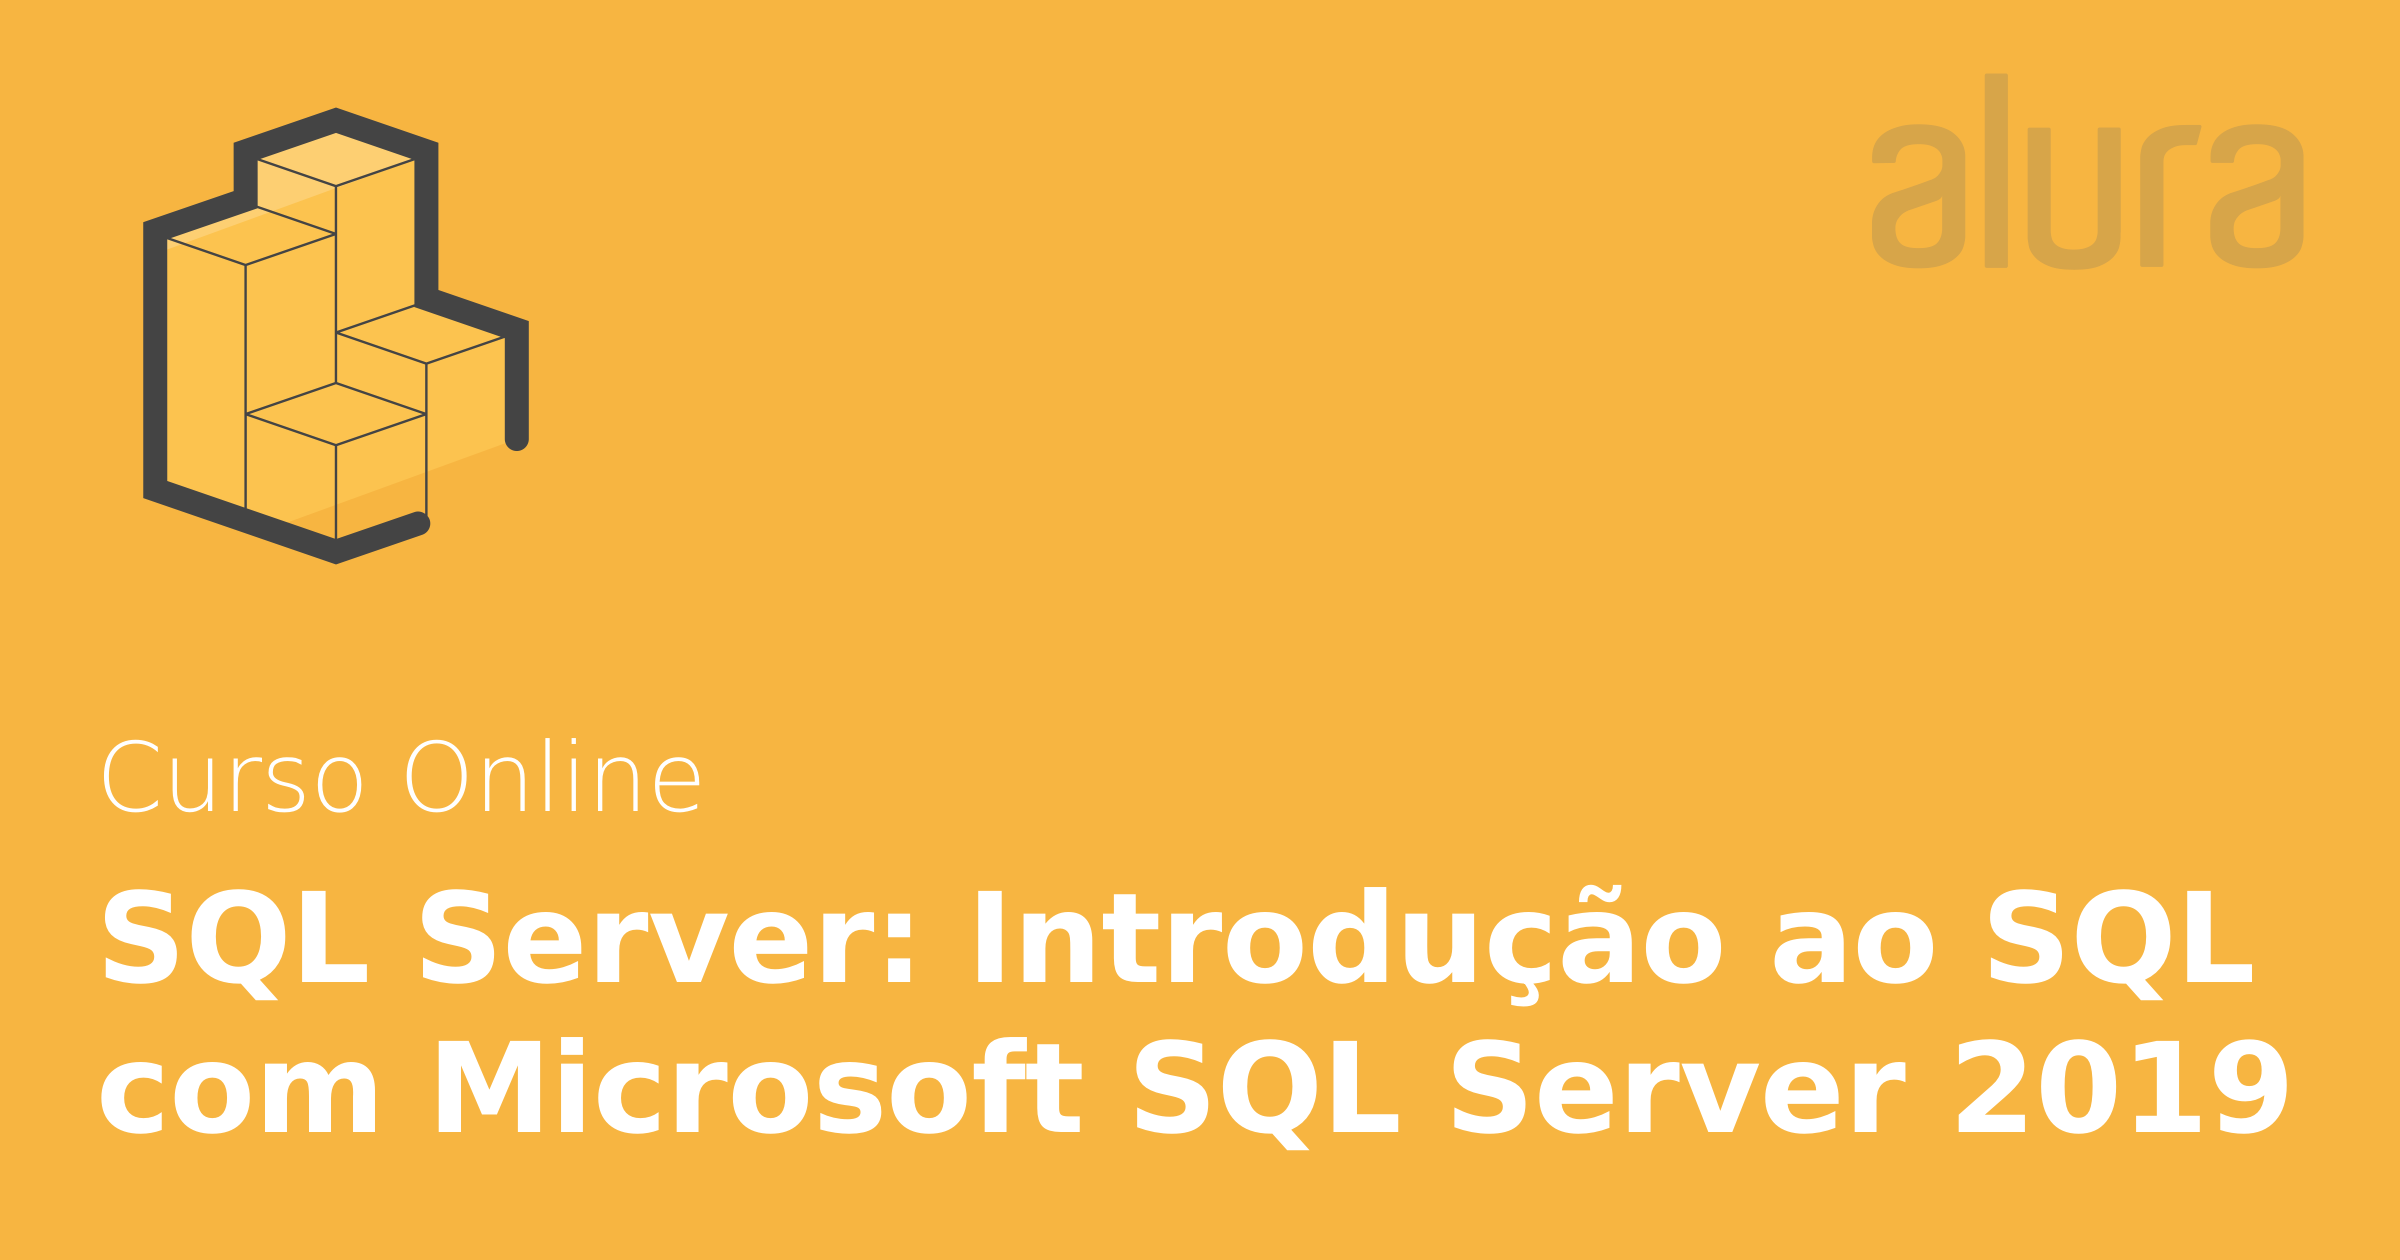 alura
Curso Online
SQL Server: Introdução ao SQL
com Microsoft SQL Server 2019